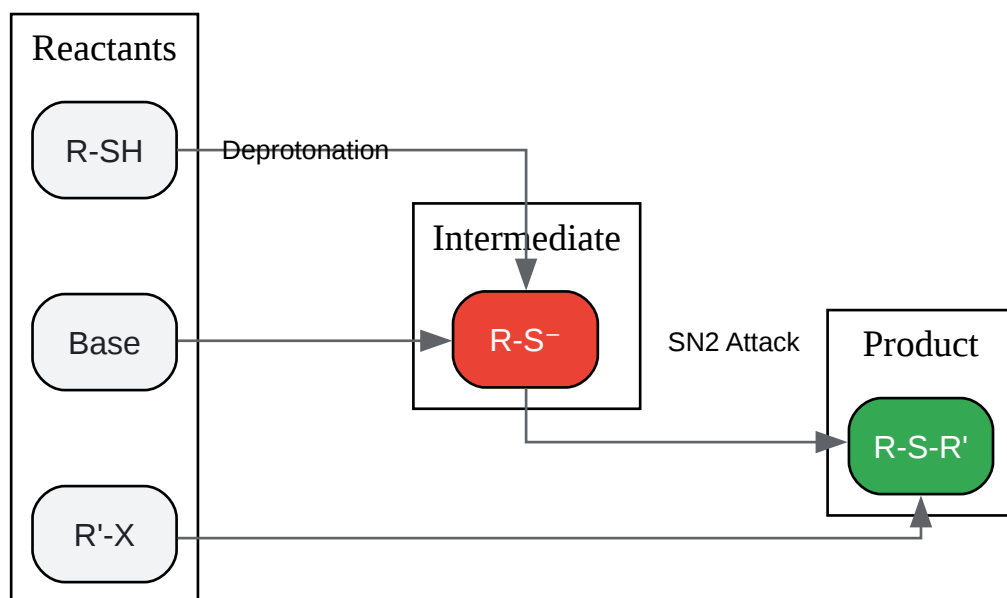 Reactants
R-SH
Deprotonation
Intermediate
Base
R-S⁻
SN2 Attack
Product
R-S-R'
R'-X